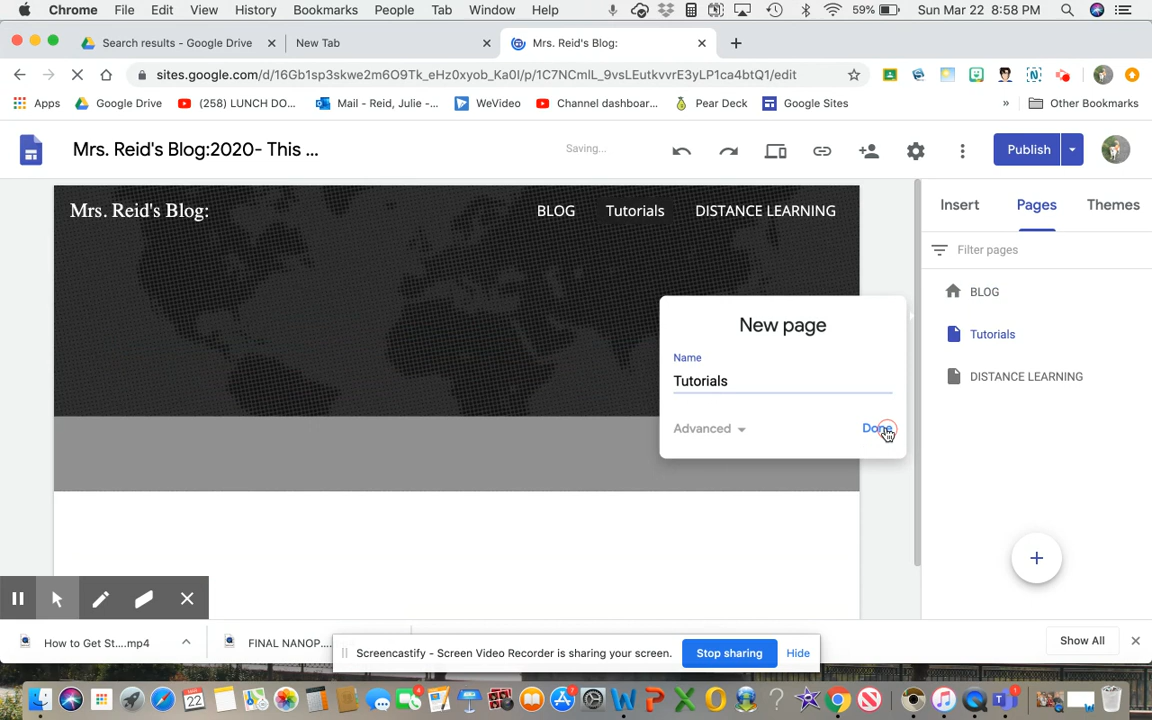 Chrome File Edit View History Bookmarks People Tab Window Help 59% Sun Mar 22 8:58 PM
Search results - Google Drive New Tab Mrs. Reid's Blog:
sites.google.com/d/16Gb1sp3skwe2m6O9Tk_eHz0xyob_Ka0l/p/1C7NCmIL_9vsLEutkvvrE3yLP1ca4btQ1/edit
Apps Google Drive (258) LUNCH DO... Mail - Reid, Julie -... WeVideo Channel dashboar... Pear Deck Google Sites » Other Bookmarks
Mrs. Reid's Blog:2020- This ... Saving... Publish
Mrs. Reid's Blog: BLOG Tutorials DISTANCE LEARNING
Insert Pages Themes
Filter pages
BLOG
Tutorials
DISTANCE LEARNING
New page
Name
Tutorials
Advanced Done
How to Get St....mp4 FINAL NANOP... Show All
Screencastify - Screen Video Recorder is sharing your screen. Stop sharing Hide